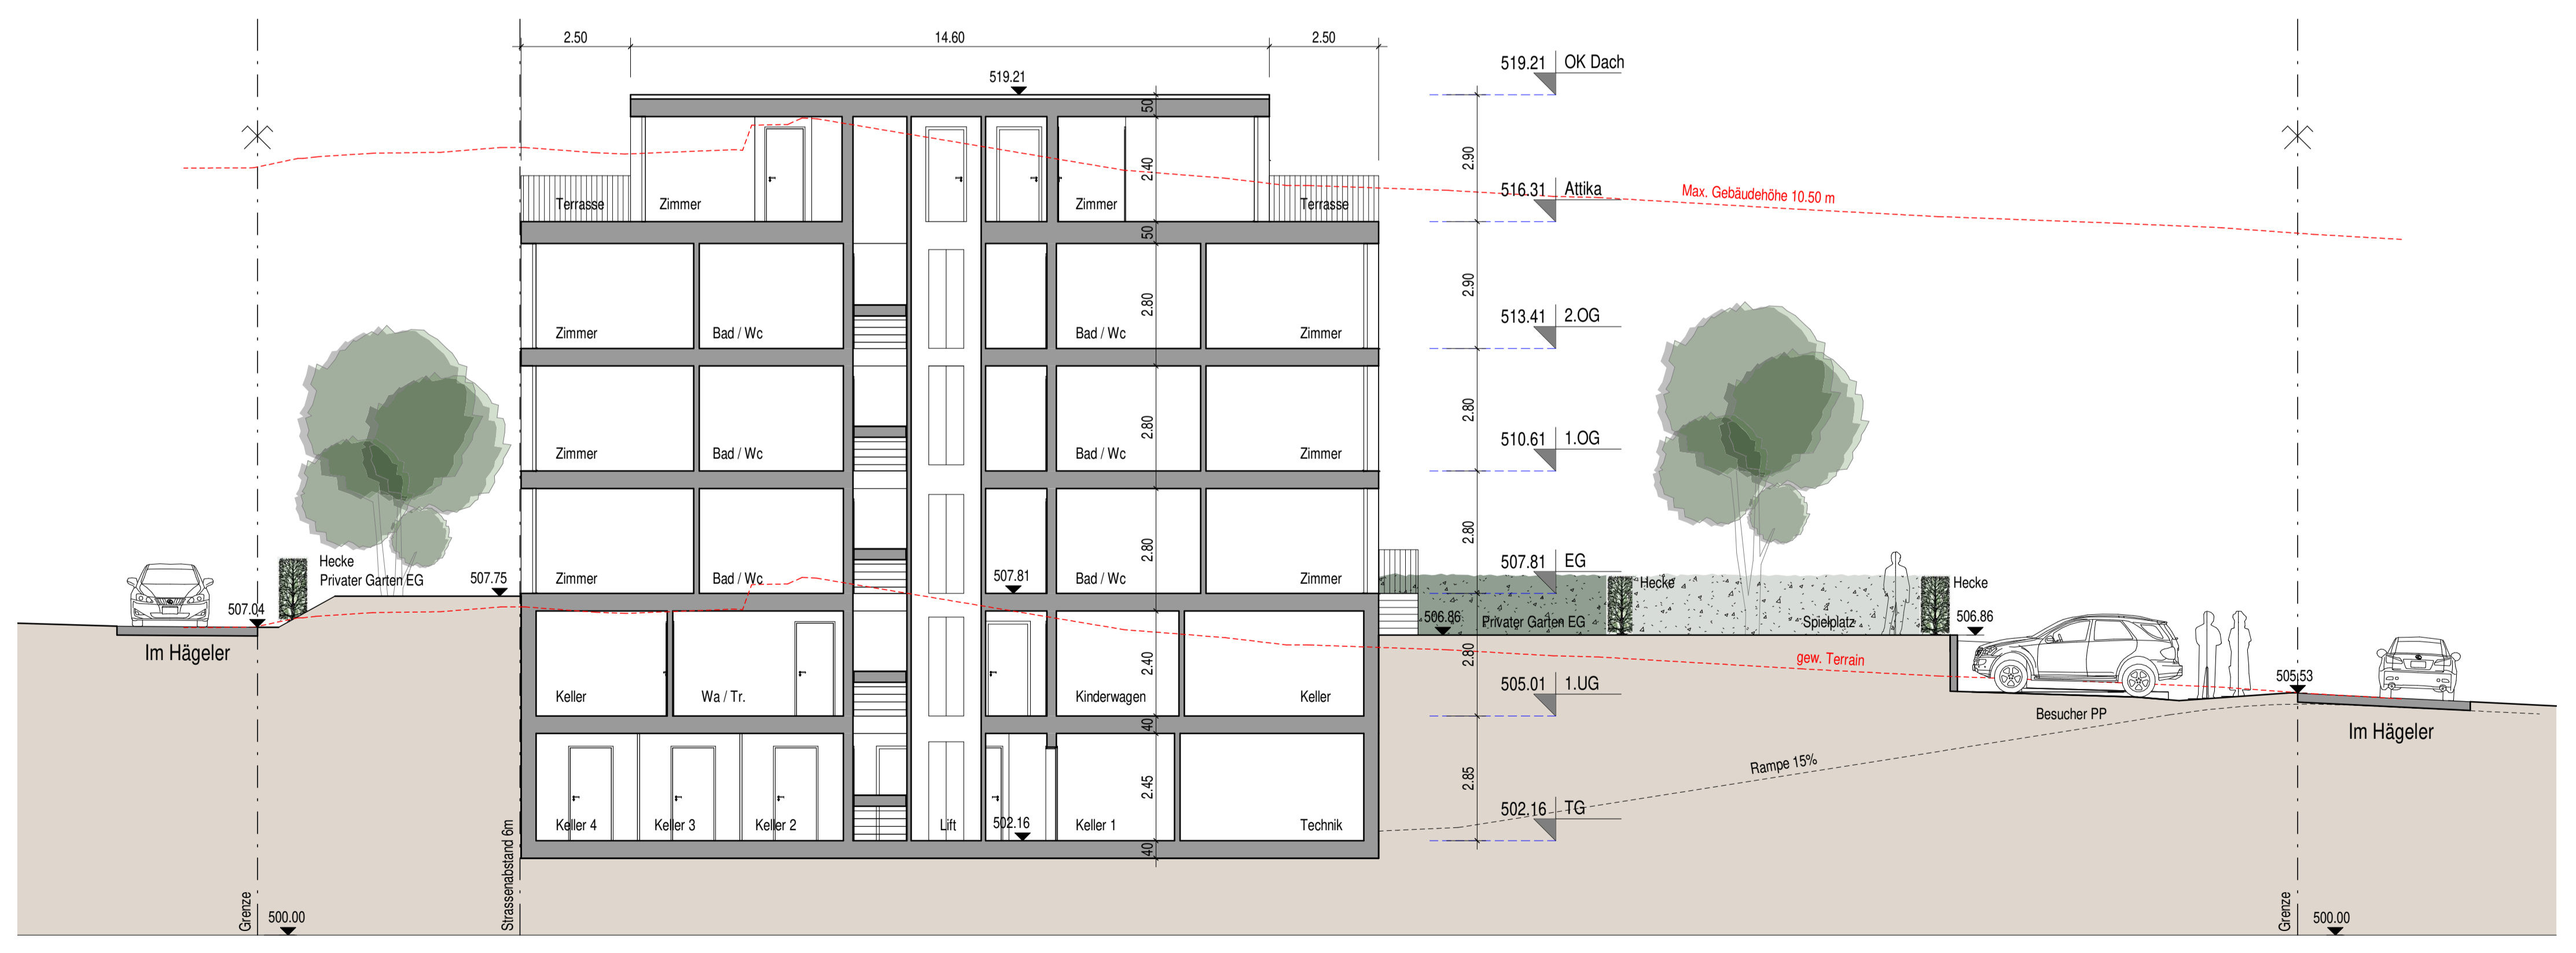 2.50
14.60
2.50
519.21
519.21 OK Dach
50
2.90
2.40
Max. Gebäudehöhe 10.50 m
516.31 Attika
Terrasse
Zimmer
Zimmer
Terrasse
50
2.90
2.80
513.41 2.OG
Zimmer
Bad / Wc
Bad / Wc
Zimmer
2.80
2.80
510.61 1.OG
Zimmer
Bad / Wc
Bad / Wc
Zimmer
2.80
2.80
507.81 EG
Hecke
Privater Garten EG
507.75
Zimmer
Bad / Wc
507.81
Bad / Wc
Zimmer
Hecke
Hecke
507.04
506.86
Privater Garten EG
Spielplatz
506.86
Im Hägeler
2.80
2.40
gew. Terrain
505.01 1.UG
505.53
Keller
Wa / Tr.
Kinderwagen
Keller
Besucher PP
Im Hägeler
40
Rampe 15%
2.85
2.45
502.16 TG
Keller 4
Keller 3
Keller 2
Lift
502.16
Keller 1
Technik
40
Strassenabstand 6m
Grenze
500.00
Grenze
500.00